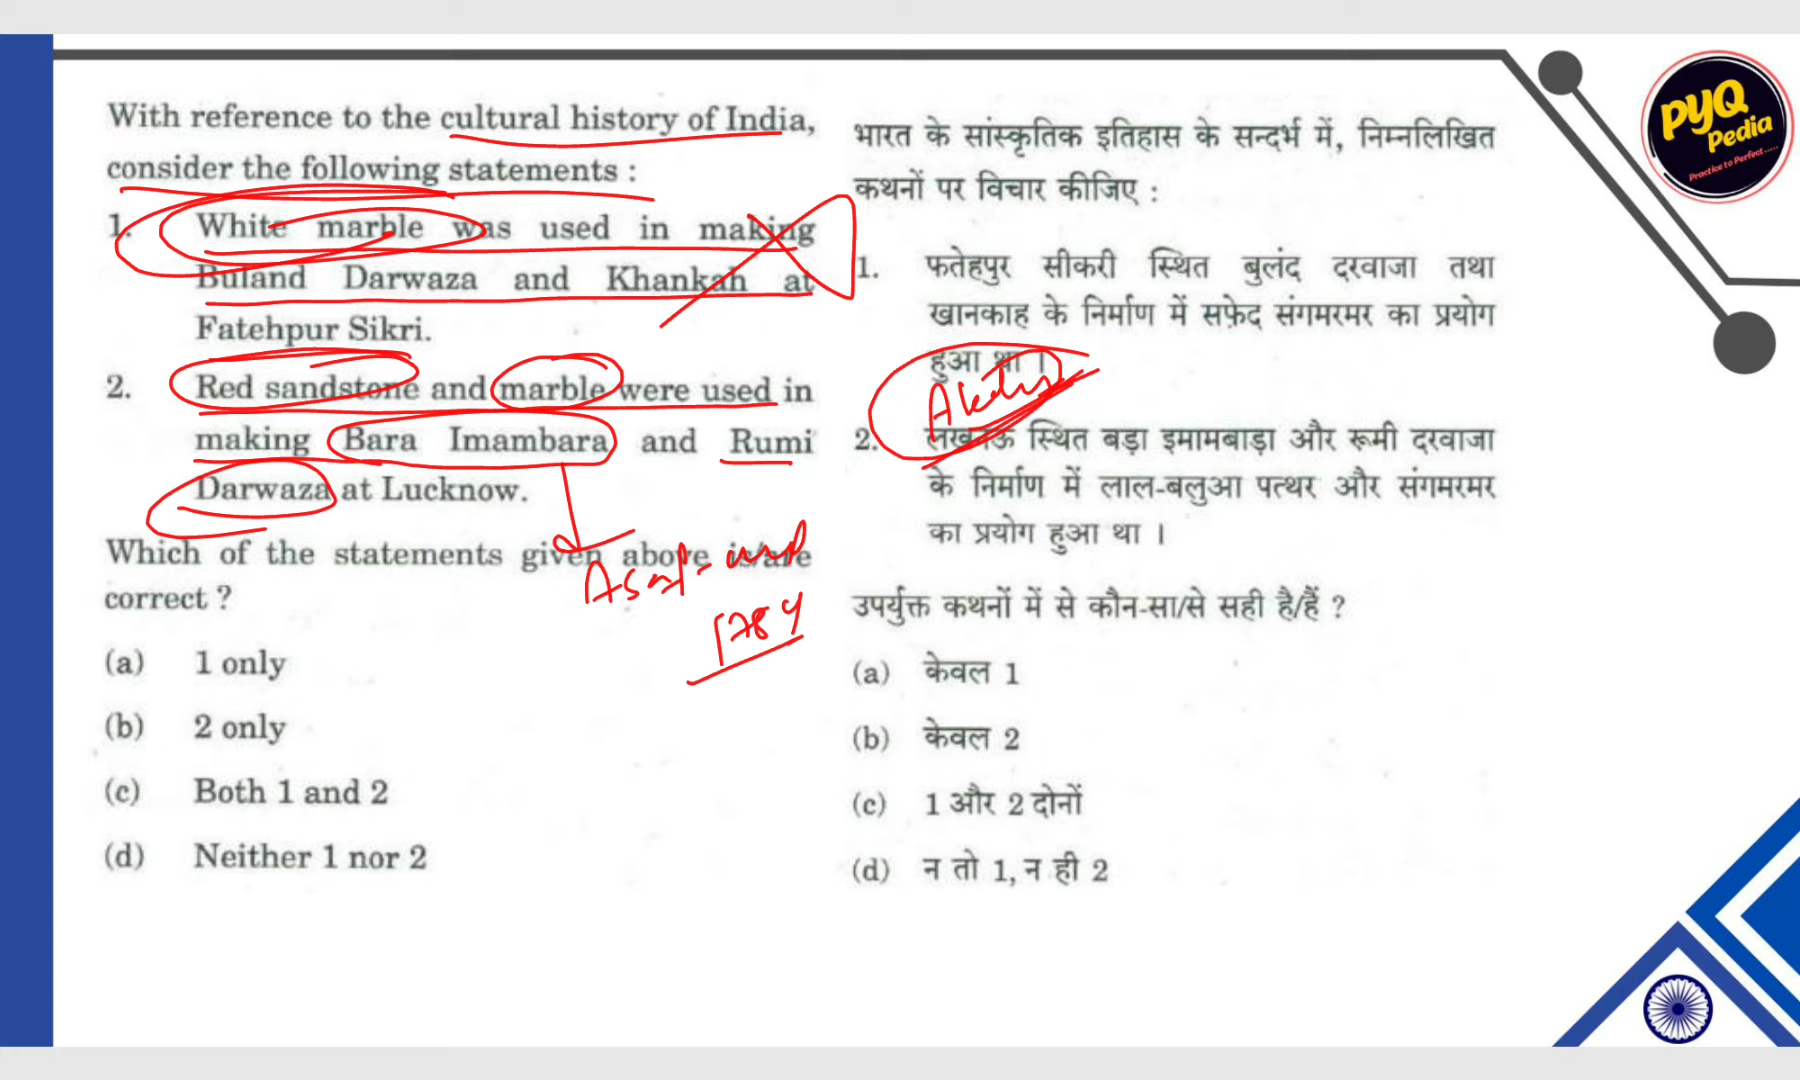 With reference to the cultural history of India,
consider the following statements :
1. White marble was used in making
Buland Darwaza and Khankah at
Fatehpur Sikri.
2. Red sandstone and marble were used in
making Bara Imambara and Rumi
Darwaza at Lucknow.
Which of the statements given above is/are
correct ?
(a) 1 only
(b) 2 only
(c) Both 1 and 2
(d) Neither 1 nor 2
1784
भारत के सांस्कृतिक इतिहास के सन्दर्भ में, निम्नलिखित
कथनों पर विचार कीजिए :
1. फतेहपुर सीकरी स्थित बुलंद दरवाजा तथा
खानकाह के निर्माण में सफ़ेद संगमरमर का प्रयोग
हुआ था ।
2. लखनऊ स्थित बड़ा इमामबाड़ा और रूमी दरवाजा
के निर्माण में लाल-बलुआ पत्थर और संगमरमर
का प्रयोग हुआ था ।
उपर्युक्त कथनों में से कौन-सा/से सही है/हैं ?
(a) केवल 1
(b) केवल 2
(c) 1 और 2 दोनों
(d) न तो 1, न ही 2
PYQ
Pedia
Practice to Perfect.....